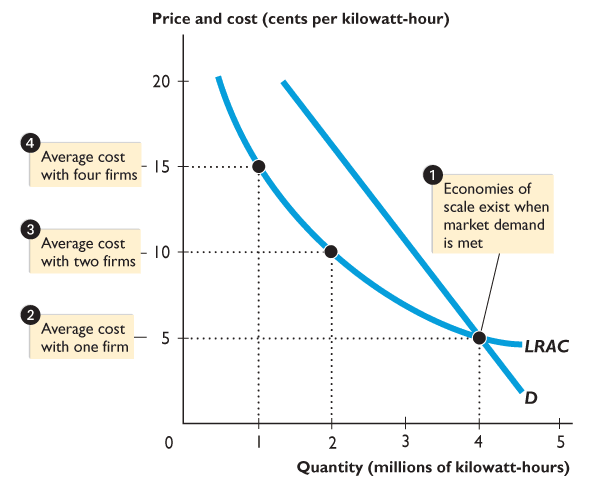 Price and cost (cents per kilowatt-hour)
20
4
Average cost
with four firms
15
1
Economies of
scale exist when
market demand
is met
3
Average cost
with two firms
10
2
Average cost
with one firm
5
LRAC
D
0
1
2
3
4
5
Quantity (millions of kilowatt-hours)